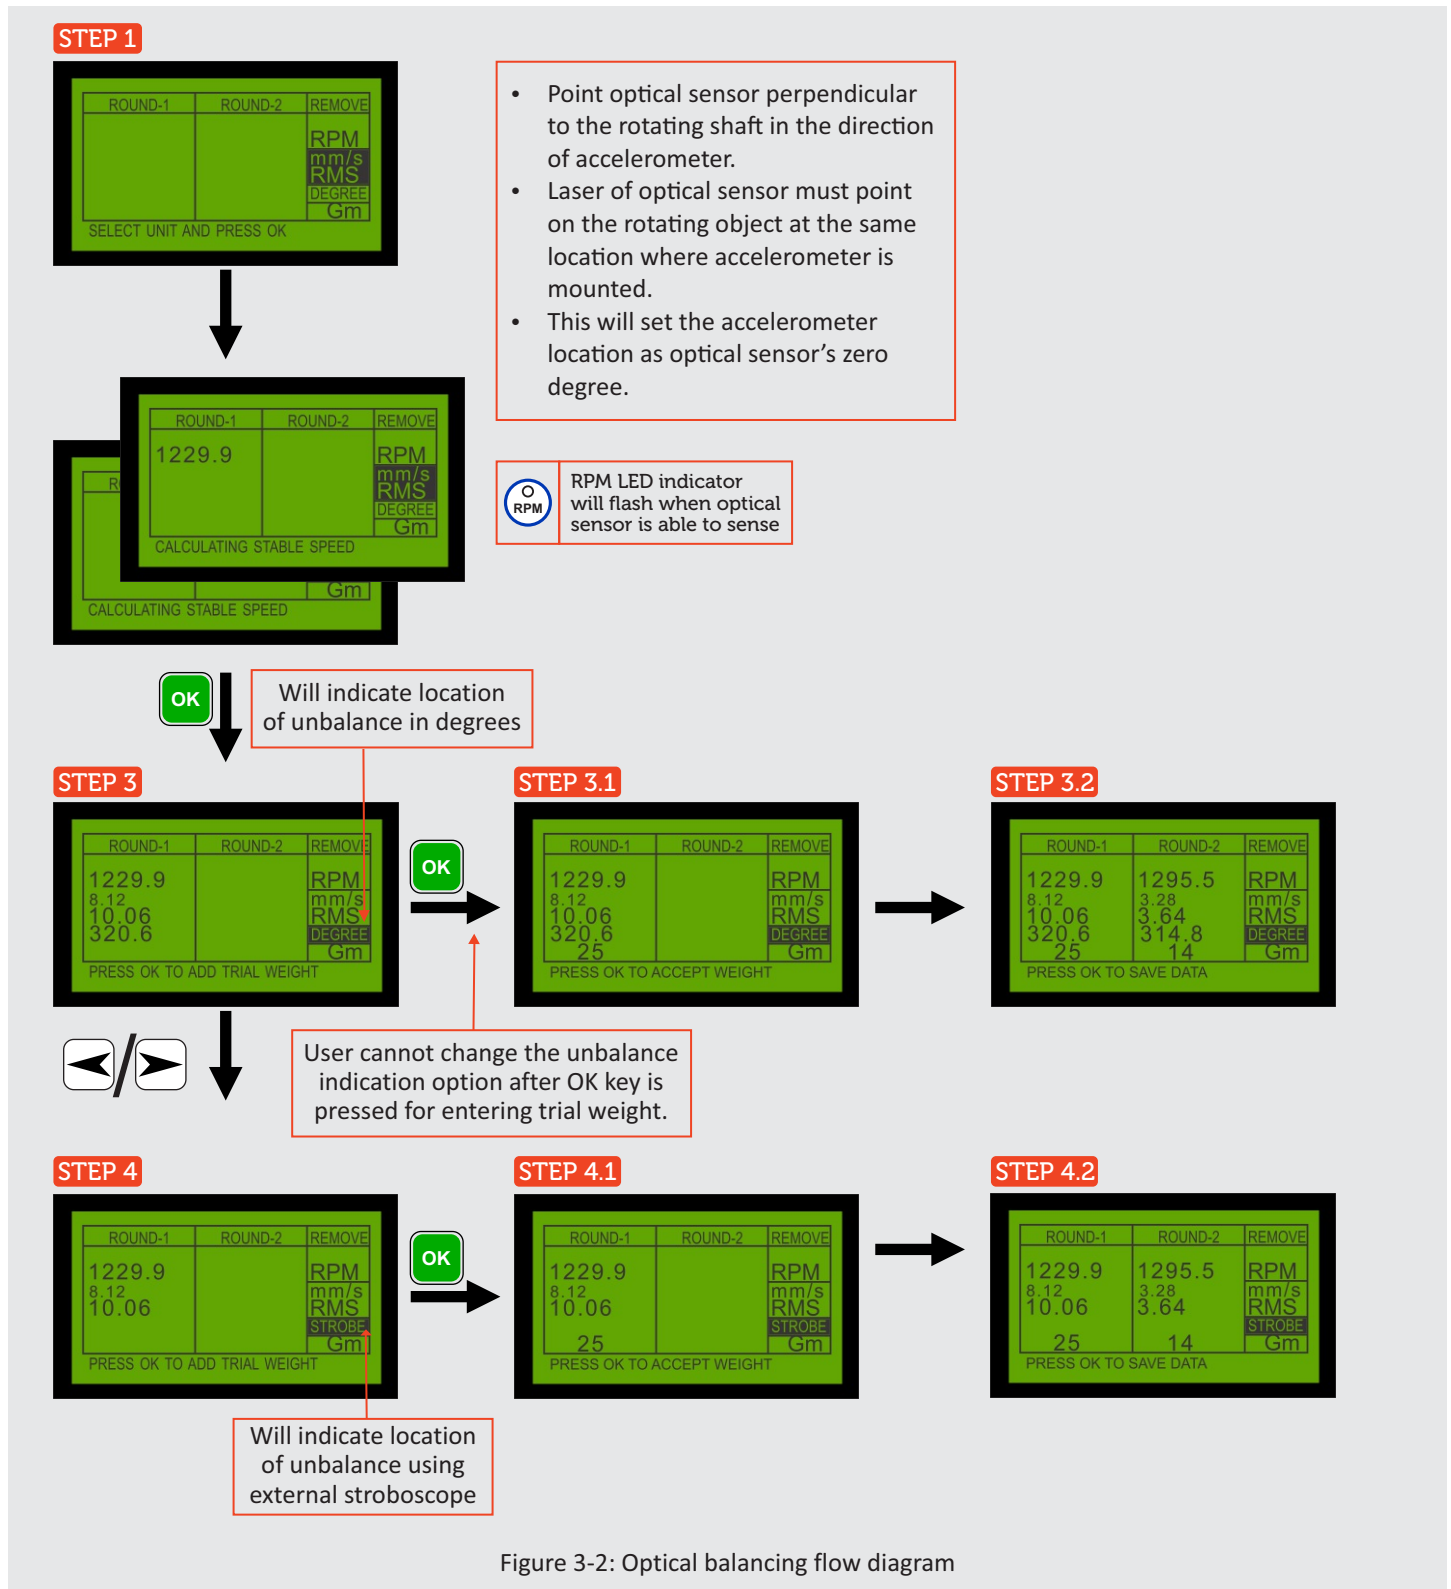 STEP 1
ROUND-1 ROUND-2 REMOVE
RPM
mm/s
RMS
DEGREE
Gm
SELECT UNIT AND PRESS OK
• Point optical sensor perpendicular
to the rotating shaft in the direction
of accelerometer.
• Laser of optical sensor must point
on the rotating object at the same
location where accelerometer is
mounted.
• This will set the accelerometer
location as optical sensor's zero
degree.
ROUND-1 ROUND-2 REMOVE
1229.9 RPM
mm/s
RMS
DEGREE
Gm
CALCULATING STABLE SPEED
R
Gm
CALCULATING STABLE SPEED
RPM
RPM LED indicator
will flash when optical
sensor is able to sense
OK
Will indicate location
of unbalance in degrees
STEP 3
ROUND-1 ROUND-2 REMOVE
1229.9 RPM
8.12 mm/s
10.06 RMS
320.6 DEGREE
Gm
PRESS OK TO ADD TRIAL WEIGHT
OK
STEP 3.1
ROUND-1 ROUND-2 REMOVE
1229.9 RPM
8.12 mm/s
10.06 RMS
320.6 DEGREE
25 Gm
PRESS OK TO ACCEPT WEIGHT
STEP 3.2
ROUND-1 ROUND-2 REMOVE
1229.9 1295.5 RPM
8.12 3.28 mm/s
10.06 3.64 RMS
320.6 314.8 DEGREE
25 14 Gm
PRESS OK TO SAVE DATA
/
User cannot change the unbalance
indication option after OK key is
pressed for entering trial weight.
STEP 4
ROUND-1 ROUND-2 REMOVE
1229.9 RPM
8.12 mm/s
10.06 RMS
STROBE
Gm
PRESS OK TO ADD TRIAL WEIGHT
OK
STEP 4.1
ROUND-1 ROUND-2 REMOVE
1229.9 RPM
8.12 mm/s
10.06 RMS
STROBE
25 Gm
PRESS OK TO ACCEPT WEIGHT
STEP 4.2
ROUND-1 ROUND-2 REMOVE
1229.9 1295.5 RPM
8.12 3.28 mm/s
10.06 3.64 RMS
STROBE
25 14 Gm
PRESS OK TO SAVE DATA
Will indicate location
of unbalance using
external stroboscope
Figure 3-2: Optical balancing flow diagram